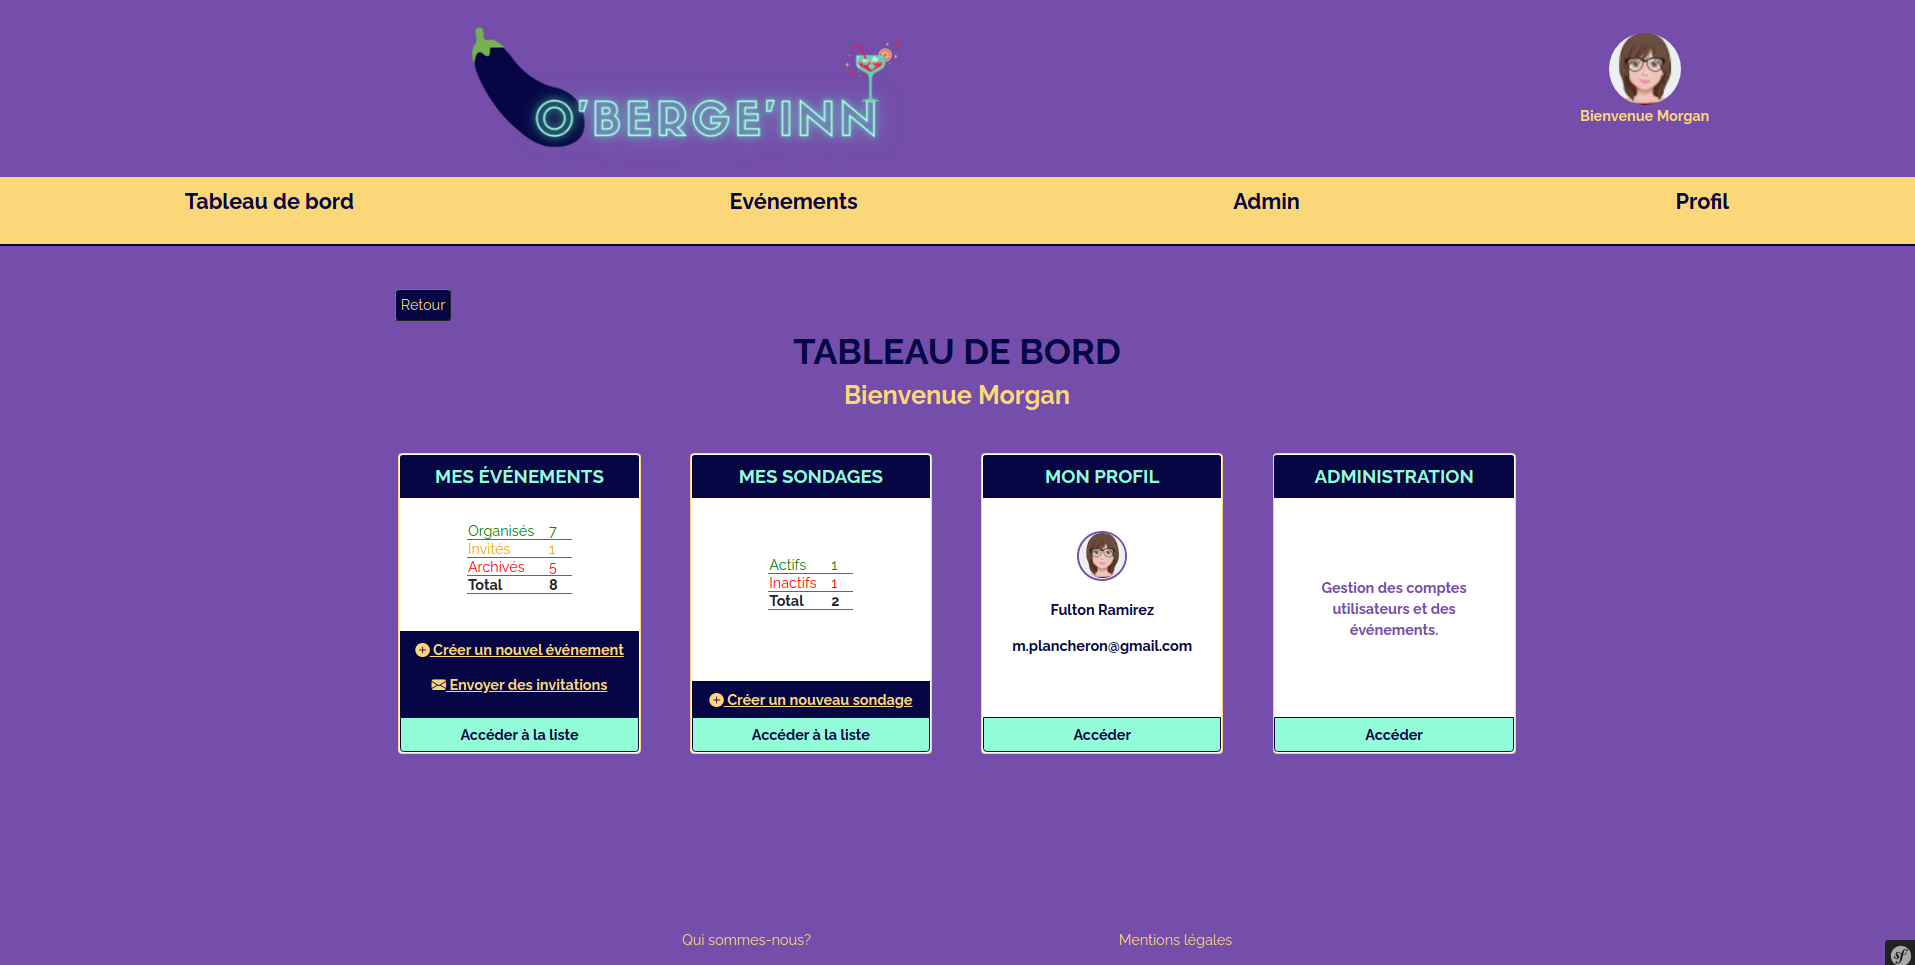 O'BERGE'INN
Bienvenue Morgan
Tableau de bord
Evénements
Admin
Profil
Retour
TABLEAU DE BORD
Bienvenue Morgan
MES ÉVÉNEMENTS
Organisés 7
Invités 1
Archivés 5
Total 8
Créer un nouvel événement
Envoyer des invitations
Accéder à la liste
MES SONDAGES
Actifs 1
Inactifs 1
Total 2
Créer un nouveau sondage
Accéder à la liste
MON PROFIL
Fulton Ramirez
m.plancheron@gmail.com
Accéder
ADMINISTRATION
Gestion des comptes
utilisateurs et des
événements.
Accéder
Qui sommes-nous?
Mentions légales
sf